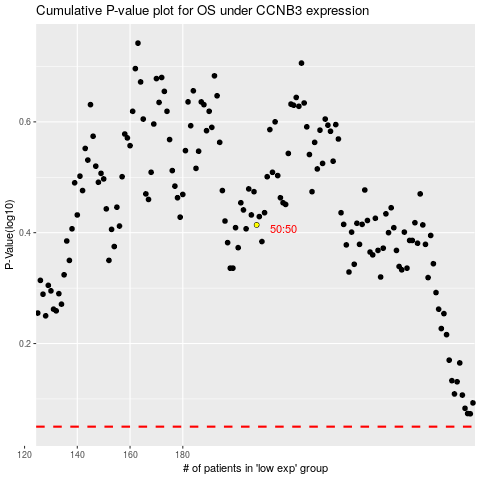 Cumulative P-value plot for OS under CCNB3 expression
P-Value(log10)
0.6
0.4
0.2
50:50
120 140 160 180
# of patients in 'low exp' group